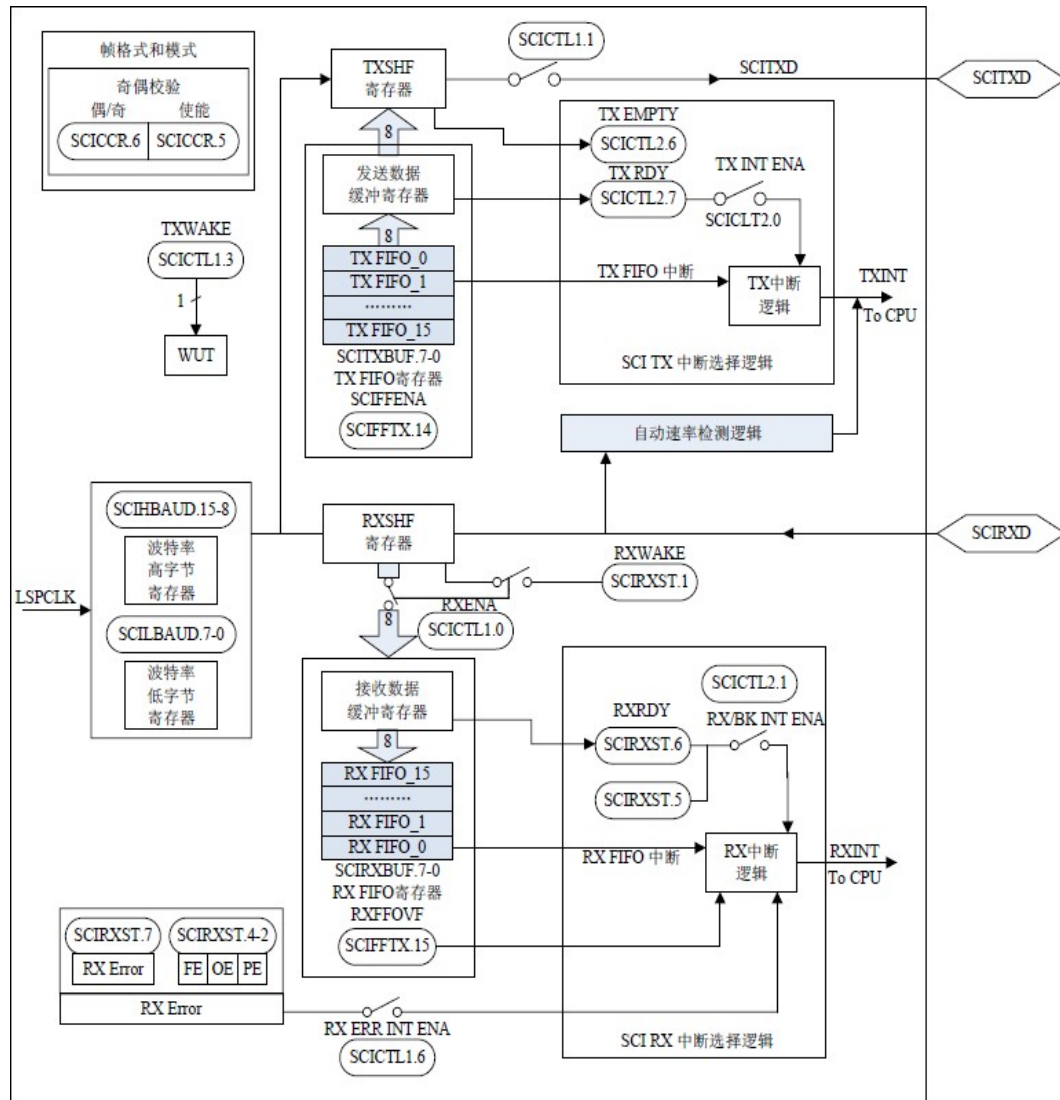 帧格式和模式
奇偶校验
偶/奇 使能
SCICCR.6 SCICCR.5
TXWAKE
SCICTL1.3
1
WUT
TXSHF
寄存器
SCICTL1.1
SCITXD
SCITXD
8
发送数据
缓冲寄存器
8
TX FIFO_0
TX FIFO_1
………
TX FIFO_15
SCITXBUF.7-0
TX FIFO寄存器
SCIFFENA
SCIFFTX.14
TX EMPTY
SCICTL2.6
TX RDY
SCICTL2.7
TX INT ENA
SCICLT2.0
TX FIFO 中断
TX中断
逻辑
TXINT
To CPU
SCI TX 中断选择逻辑
自动速率检测逻辑
LSPCLK
SCIHBAUD.15-8
波特率
高字节
寄存器
SCILBAUD.7-0
波特率
低字节
寄存器
RXSHF
寄存器
SCIRXD
RXWAKE
SCIRXST.1
RXENA
SCICTL1.0
8
接收数据
缓冲寄存器
8
RX FIFO_15
………
RX FIFO_1
RX FIFO_0
SCIRXBUF.7-0
RX FIFO寄存器
RXFFOVF
SCIFFTX.15
SCICTL2.1
RXRDY
RX/BK INT ENA
SCIRXST.6
SCIRXST.5
RX FIFO 中断
RX中断
逻辑
RXINT
To CPU
SCI RX 中断选择逻辑
SCIRXST.7 SCIRXST.4-2
RX Error FE OE PE
RX Error
RX ERR INT ENA
SCICTL1.6